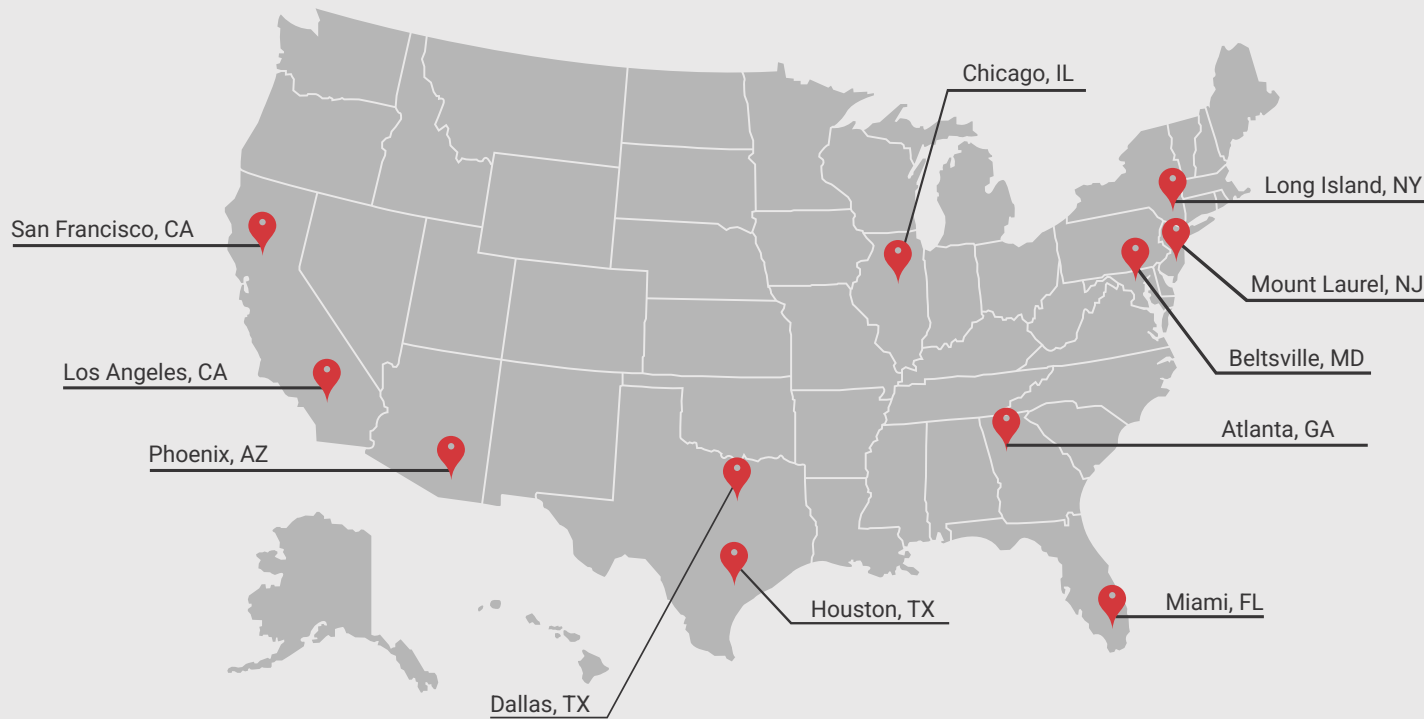 Chicago, IL
Long Island, NY
San Francisco, CA
Mount Laurel, NJ
Beltsville, MD
Los Angeles, CA
Atlanta, GA
Phoenix, AZ
Miami, FL
Houston, TX
Dallas, TX